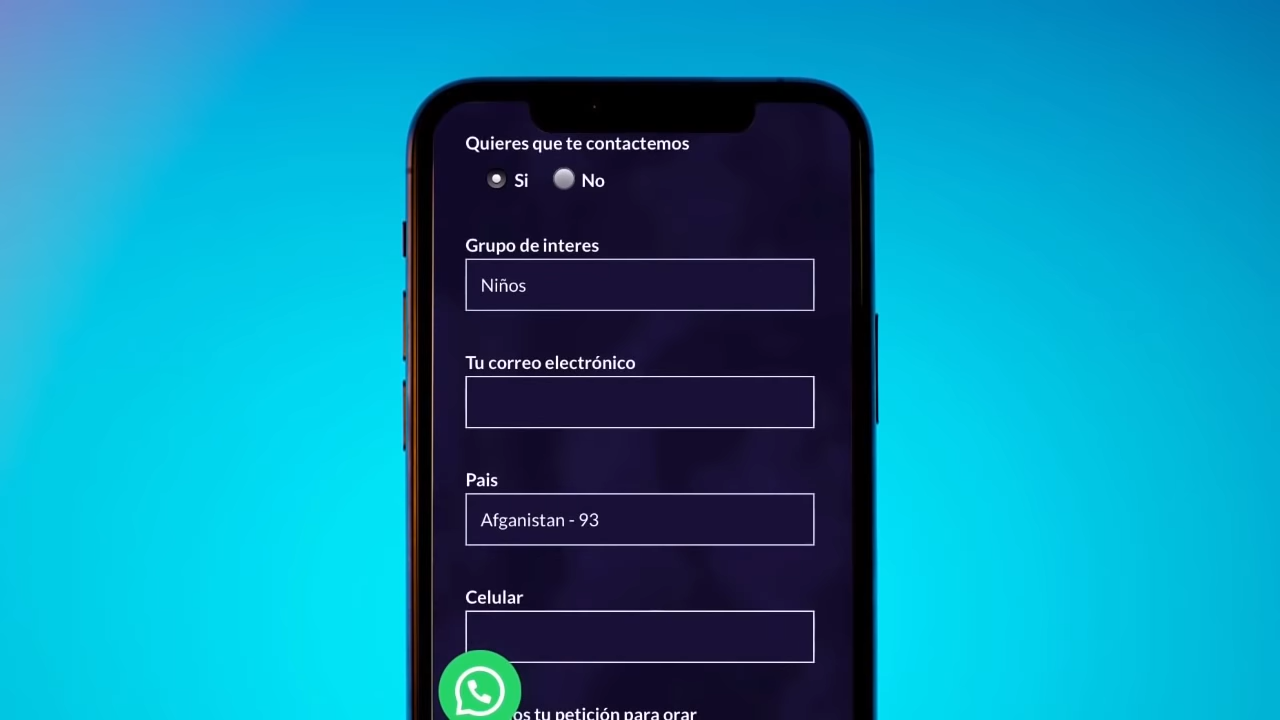 Quieres que te contactemos
Si No
Grupo de interes
Niños
Tu correo electrónico
Pais
Afganistan - 93
Celular
tu petición para orar